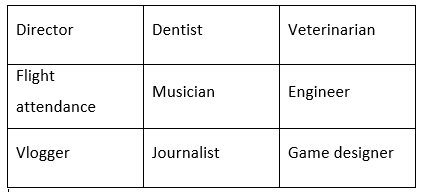 Director Dentist Veterinarian
Flight
attendance
Musician Engineer
Vlogger Journalist Game designer